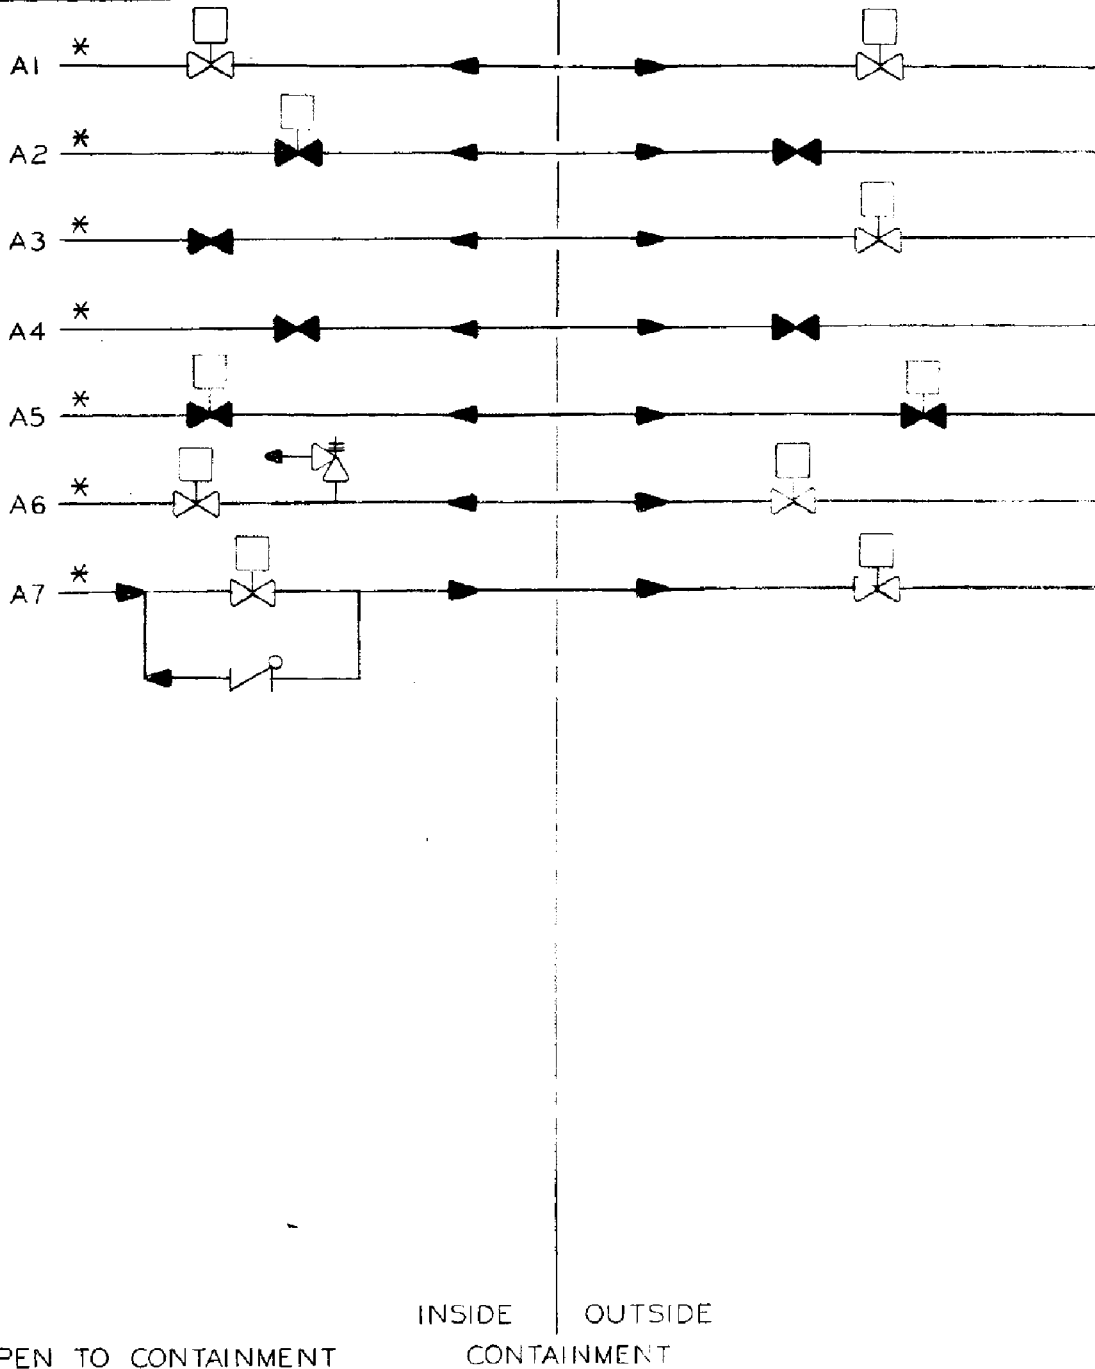 A1 *
A2 *
A3 *
A4 *
A5 *
A6 *
A7 *
INSIDE OUTSIDE
PEN TO CONTAINMENT CONTAINMENT